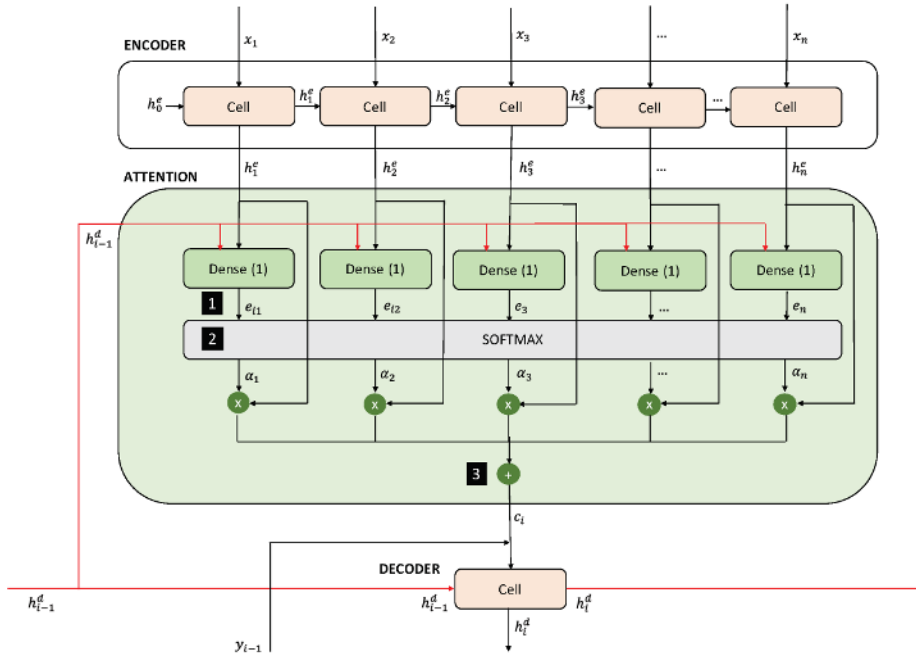 x₁ x₂ x₃ ... xₙ
ENCODER
h₀ᵉ Cell h₁ᵉ Cell h₂ᵉ Cell h₃ᵉ Cell ... Cell
h₁ᵉ h₂ᵉ h₃ᵉ ... hₙᵉ
ATTENTION
hᵢ₋₁ᵈ
Dense (1) Dense (1) Dense (1) Dense (1) Dense (1)
1 eᵢ₁ eᵢ₂ e₃ ... eₙ
2 SOFTMAX
α₁ α₂ α₃ ... αₙ
x x x x x
3 +
cᵢ
DECODER
hᵢ₋₁ᵈ hᵢ₋₁ᵈ Cell hᵢᵈ
hᵢᵈ
yᵢ₋₁